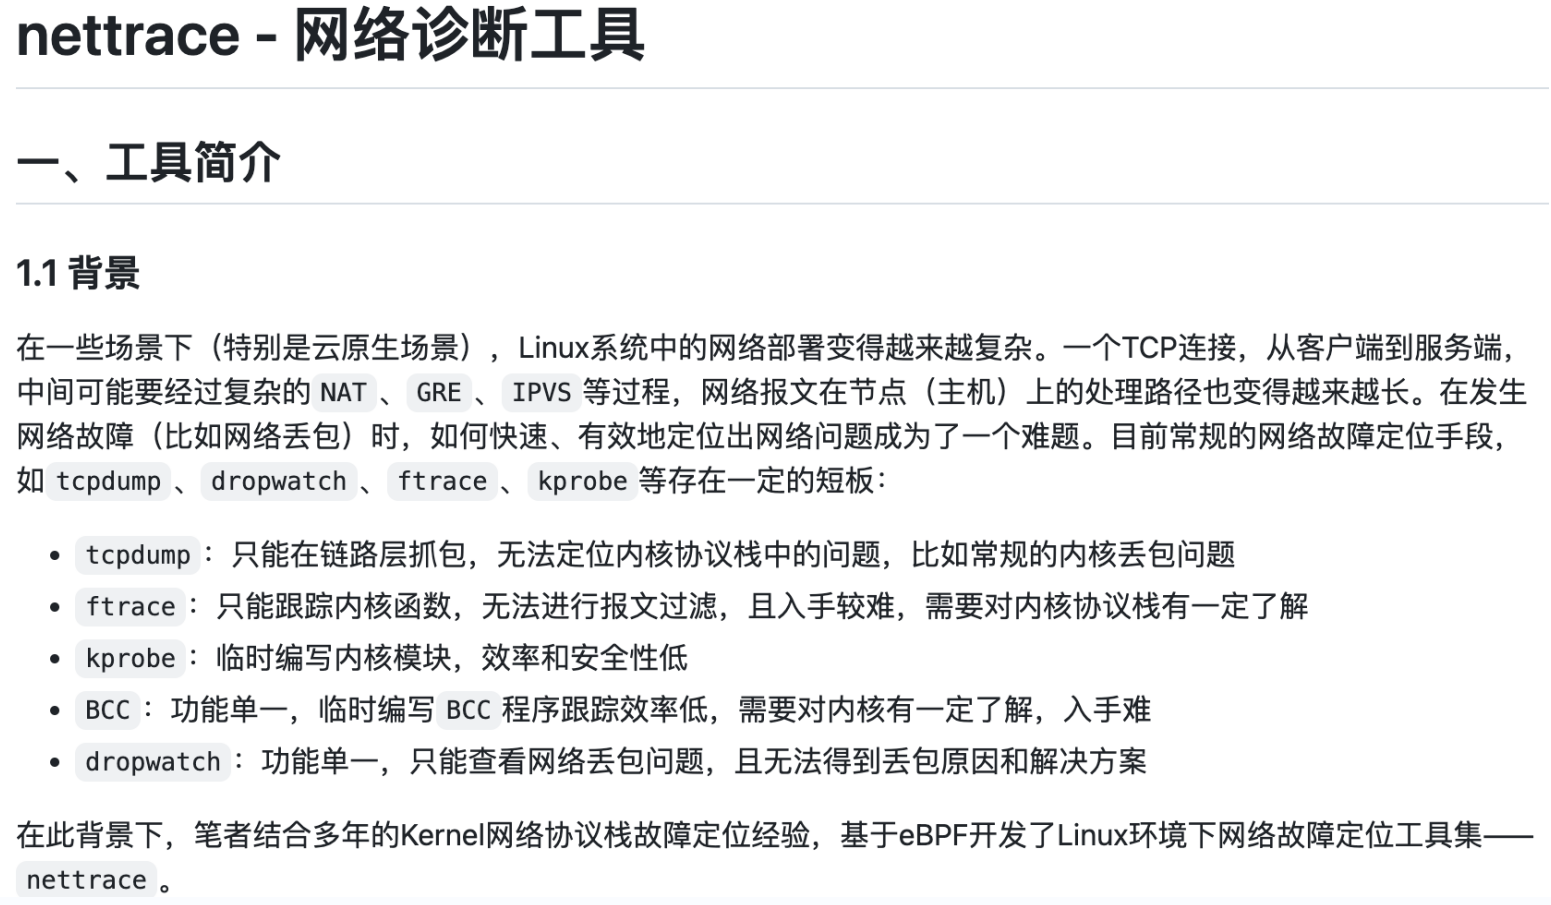 nettrace - 网络诊断工具
一、工具简介
1.1 背景
在一些场景下（特别是云原生场景），Linux系统中的网络部署变得越来越复杂。一个TCP连接，从客户端到服务端，
中间可能要经过复杂的 NAT 、 GRE 、 IPVS 等过程，网络报文在节点（主机）上的处理路径也变得越来越长。在发生
网络故障（比如网络丢包）时，如何快速、有效地定位出网络问题成为了一个难题。目前常规的网络故障定位手段，
如 tcpdump 、 dropwatch 、 ftrace 、 kprobe 等存在一定的短板：
• tcpdump ：只能在链路层抓包，无法定位内核协议栈中的问题，比如常规的内核丢包问题
• ftrace ：只能跟踪内核函数，无法进行报文过滤，且入手较难，需要对内核协议栈有一定了解
• kprobe ：临时编写内核模块，效率和安全性低
• BCC ：功能单一，临时编写 BCC 程序跟踪效率低，需要对内核有一定了解，入手难
• dropwatch ：功能单一，只能查看网络丢包问题，且无法得到丢包原因和解决方案
在此背景下，笔者结合多年的Kernel网络协议栈故障定位经验，基于eBPF开发了Linux环境下网络故障定位工具集——
nettrace 。